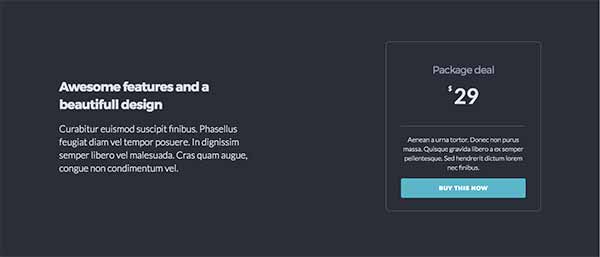 Awesome features and a
beautifull design
Curabitur euismod suscipit finibus. Phasellus
feugiat diam vel tempor posuere. In dignissim
semper libero vel malesuada. Cras quam augue,
congue non condimentum vel.
Package deal
$ 29
Aenean a urna tortor. Donec non purus
massa. Quisque gravida libero a ex semper
pellentesque. Sed hendrerit dictum lorem
nec finibus.
BUY THIS NOW